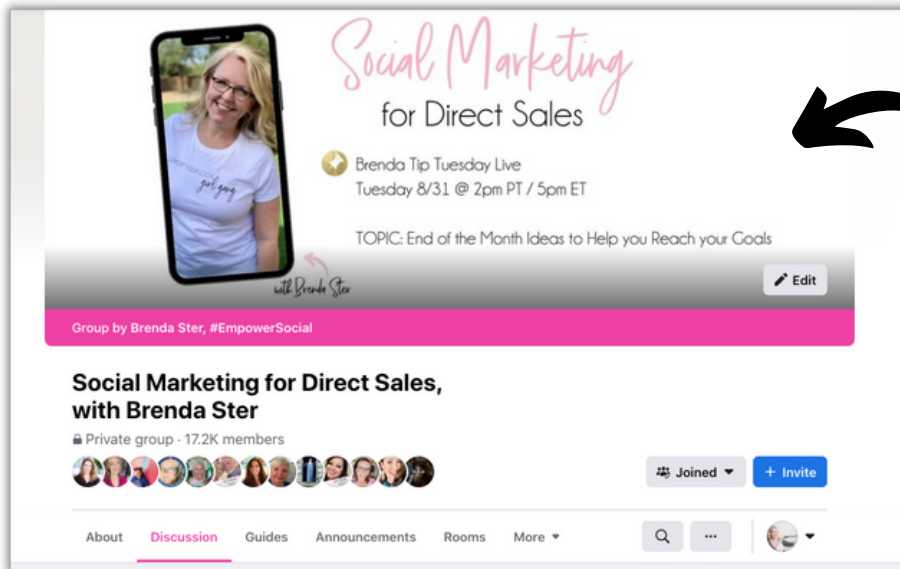 Social Marketing
for Direct Sales
Brenda Tip Tuesday Live
Tuesday 8/31 @ 2pm PT / 5pm ET
TOPIC: End of the Month Ideas to Help you Reach your Goals
girl gang
with Brenda Ster
Edit
Group by Brenda Ster, #EmpowerSocial
Social Marketing for Direct Sales,
with Brenda Ster
Private group · 17.2K members
Joined
+ Invite
About Discussion Guides Announcements Rooms More